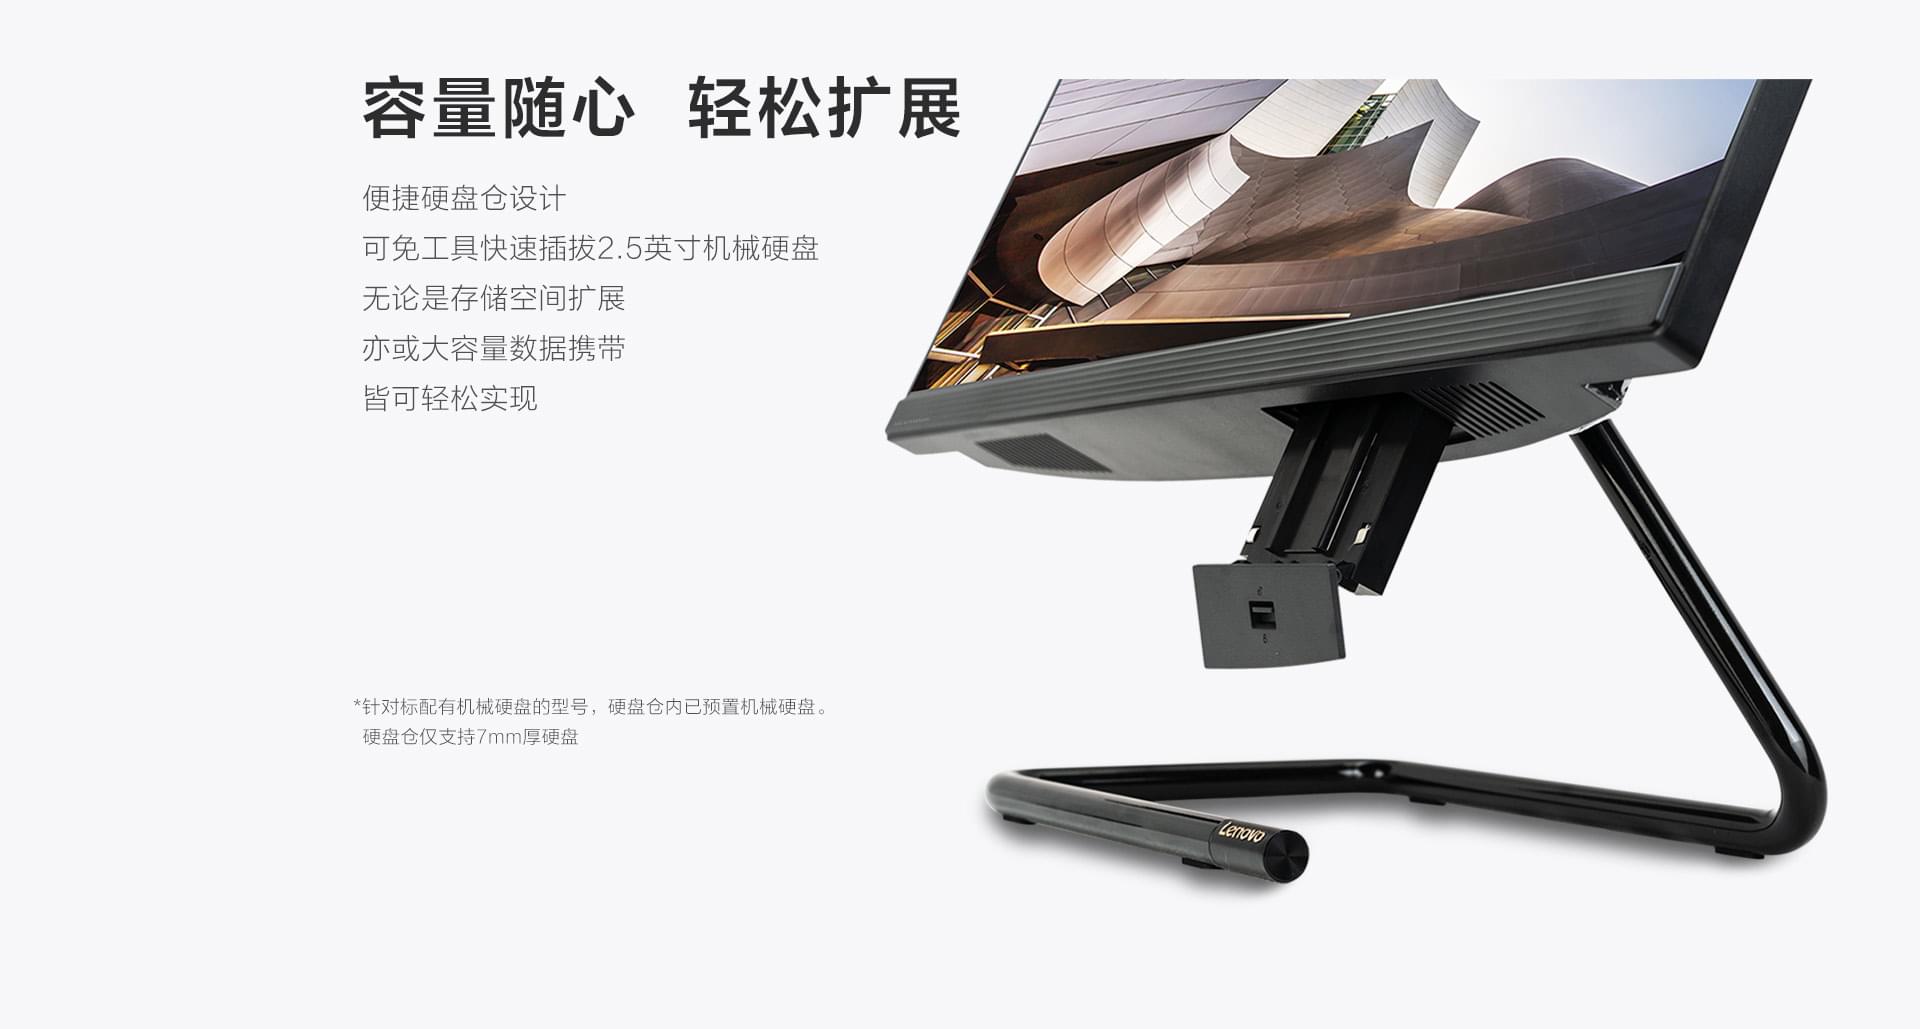 容量随心 轻松扩展
便捷硬盘仓设计
可免工具快速插拔2.5英寸机械硬盘
无论是存储空间扩展
亦或大容量数据携带
皆可轻松实现
*针对标配有机械硬盘的型号，硬盘仓内已预置机械硬盘。
硬盘仓仅支持7mm厚硬盘
Lenovo